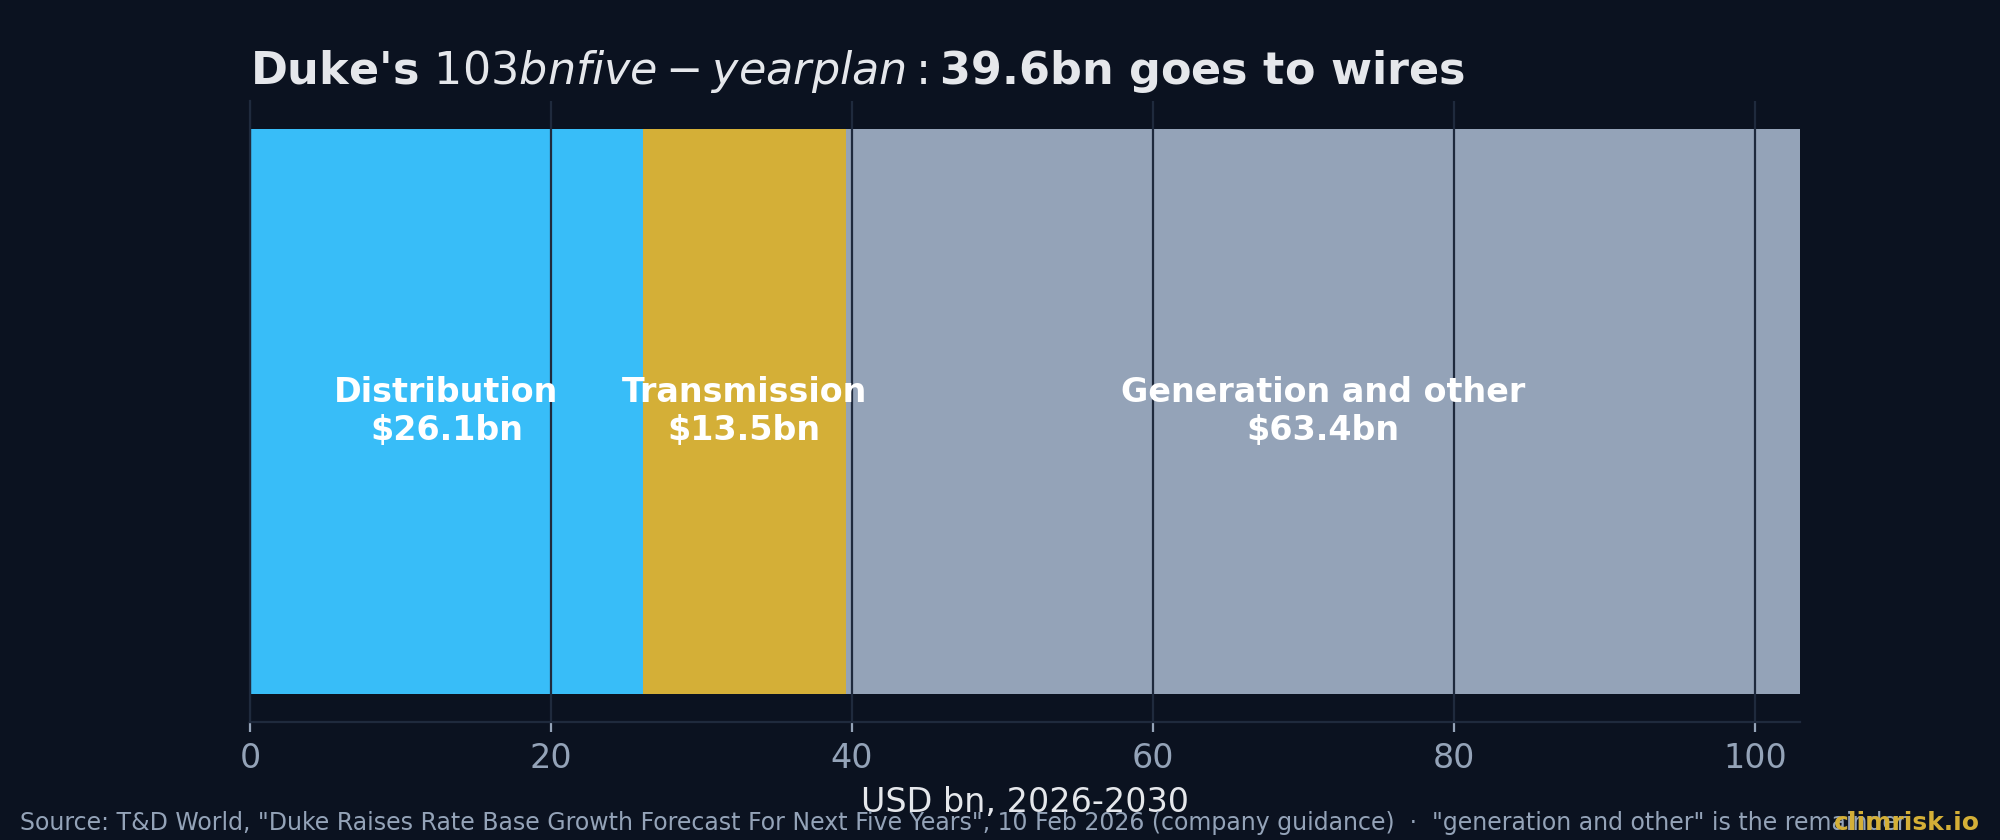 Duke's 103bnfive−yearplan:39.6bn goes to wires
Distribution
$26.1bn
Transmission
$13.5bn
Generation and other
$63.4bn
0 20 40 60 80 100
USD bn, 2026-2030
Source: T&D World, "Duke Raises Rate Base Growth Forecast For Next Five Years", 10 Feb 2026 (company guidance) · "generation and other" is the remainder
climrisk.io